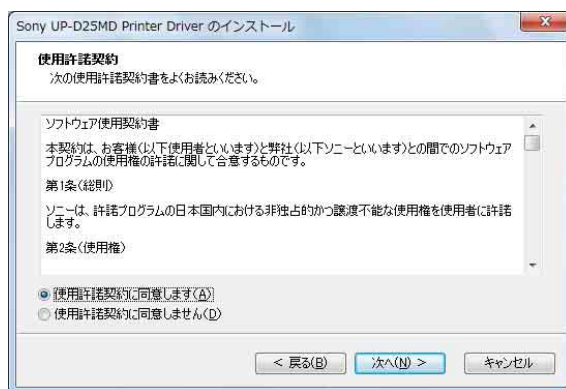 Sony UP-D25MD Printer Driver のインストール
使用許諾契約
次の使用許諾契約書をよくお読みください。
ソフトウェア使用契約書
本契約は、お客様(以下使用者といいます)と弊社(以下ソニーといいます)との間でのソフトウェア
プログラムの使用権の許諾に関して合意するものです。
第1条(総則)
ソニーは、許諾プログラムの日本国内における非独占的かつ譲渡不能な使用権を使用者に許諾
します。
第2条(使用権)
使用許諾契約に同意します(A)
使用許諾契約に同意しません(D)
< 戻る(B)
次へ(N) >
キャンセル